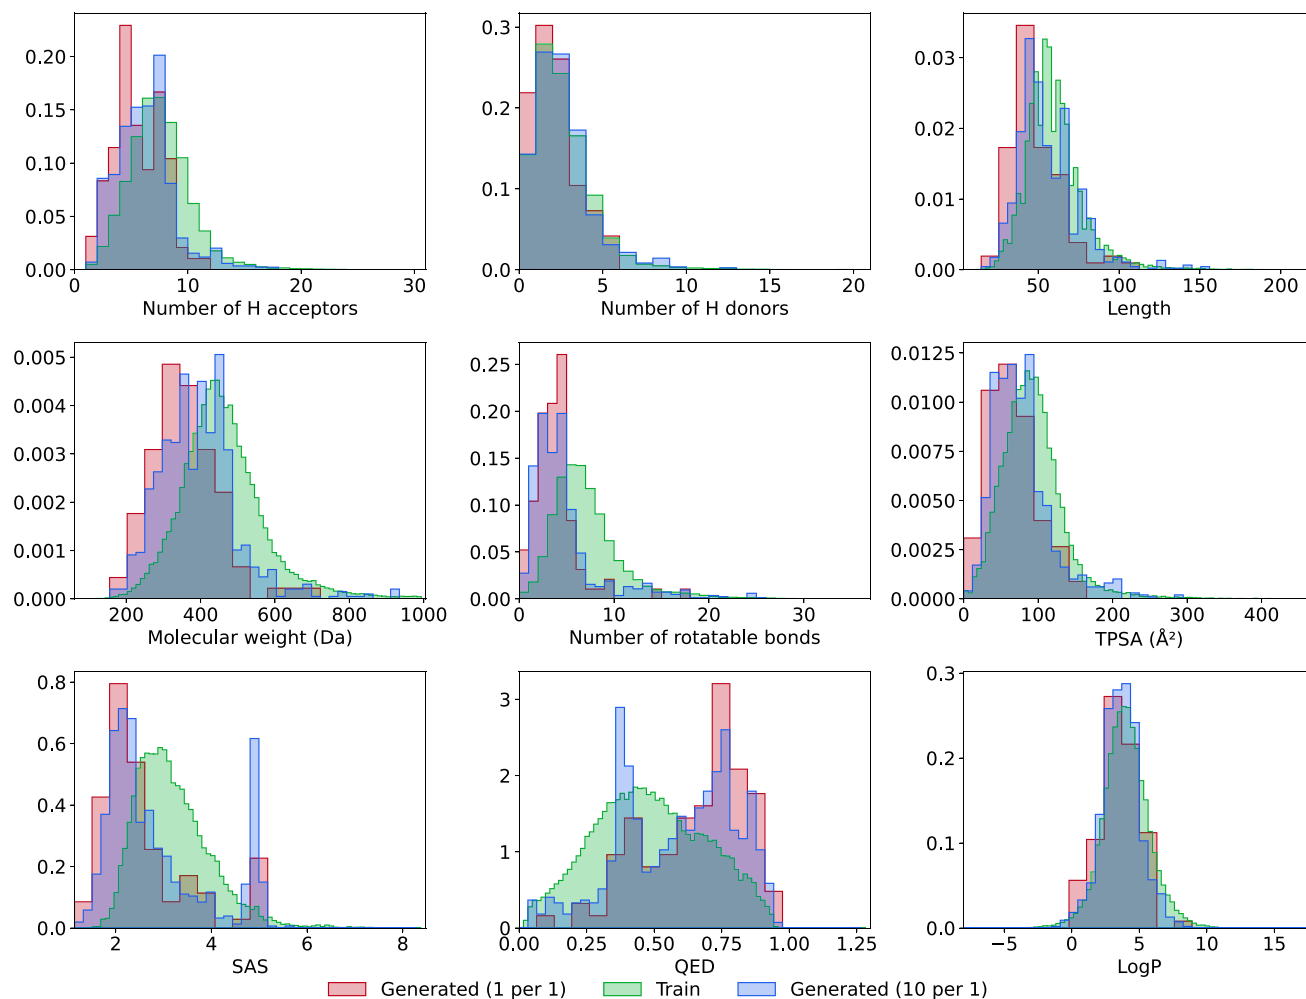 0.20
0.15
0.10
0.05
0.00
0 10 20 30
Number of H acceptors
0.3
0.2
0.1
0.0
0 5 10 15 20
Number of H donors
0.03
0.02
0.01
0.00
50 100 150 200
Length
0.005
0.004
0.003
0.002
0.001
0.000
200 400 600 800 1000
Molecular weight (Da)
0.25
0.20
0.15
0.10
0.05
0.00
0 10 20 30
Number of rotatable bonds
0.0125
0.0100
0.0075
0.0050
0.0025
0.0000
0 100 200 300 400
TPSA (Å²)
0.8
0.6
0.4
0.2
0.0
2 4 6 8
SAS
3
2
1
0
0.00 0.25 0.50 0.75 1.00 1.25
QED
0.3
0.2
0.1
0.0
−5 0 5 10 15
LogP
Generated (1 per 1) Train Generated (10 per 1)